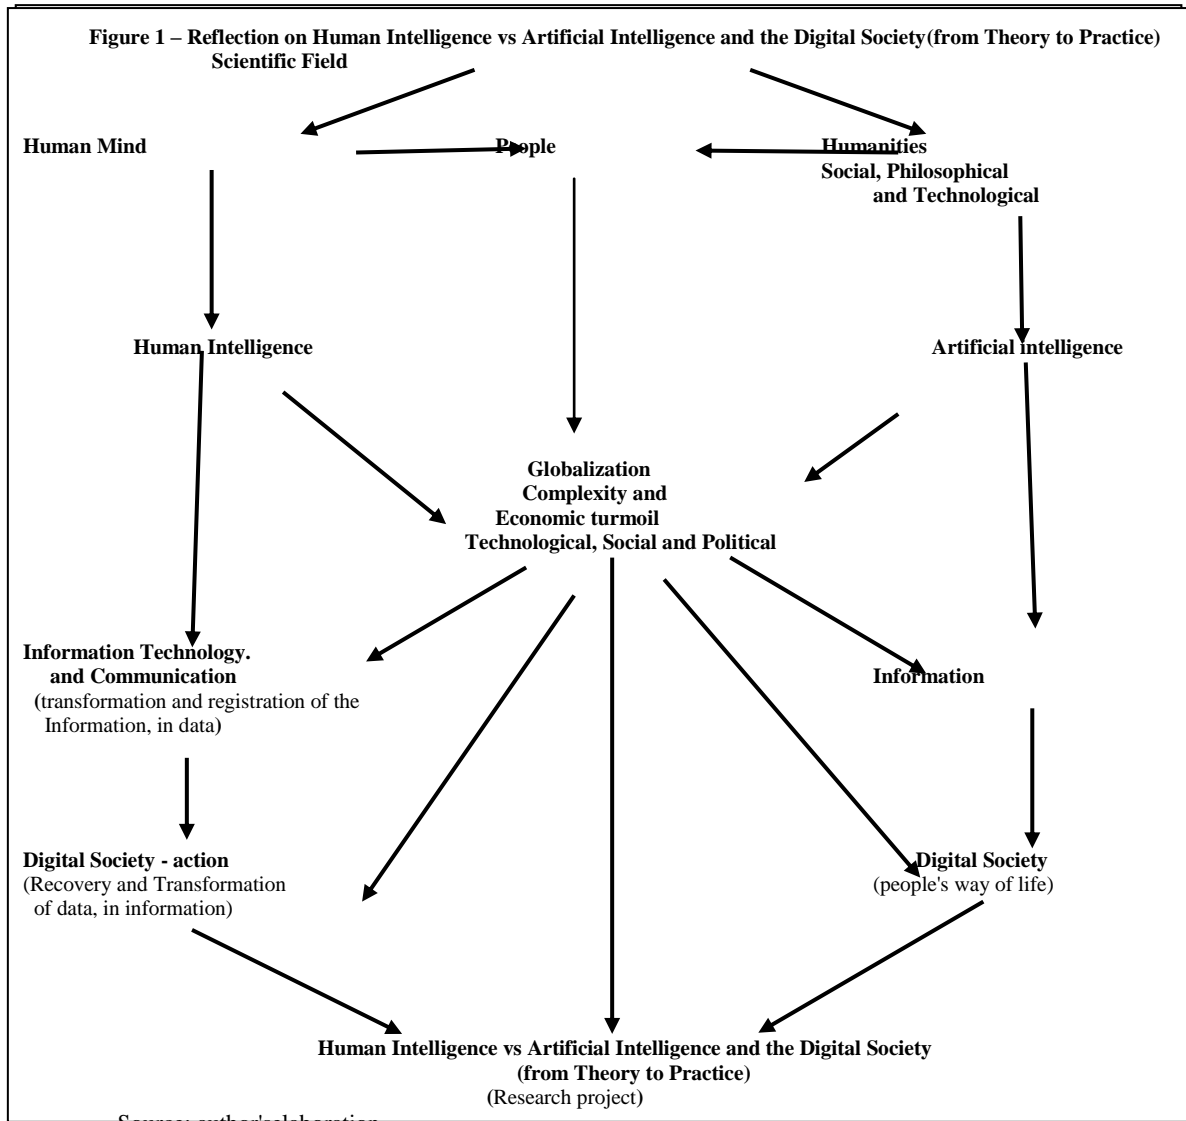 Figure 1 – Reflection on Human Intelligence vs Artificial Intelligence and the Digital Society(from Theory to Practice)
Scientific Field
Human Mind
People
Humanities
Social, Philosophical
and Technological
Human Intelligence
Artificial intelligence
Globalization
Complexity and
Economic turmoil
Technological, Social and Political
Information Technology.
and Communication
(transformation and registration of the
Information, in data)
Information
Digital Society - action
(Recovery and Transformation
of data, in information)
Digital Society
(people's way of life)
Human Intelligence vs Artificial Intelligence and the Digital Society
(from Theory to Practice)
(Research project)
Source: author'selaboration